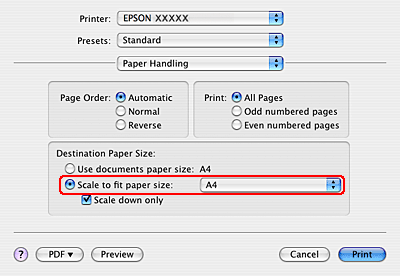 Printer: EPSON XXXXX
Presets: Standard
Paper Handling
Page Order: Automatic
Normal
Reverse
Print: All Pages
Odd numbered pages
Even numbered pages
Destination Paper Size:
Use documents paper size: A4
Scale to fit paper size: A4
Scale down only
? PDF ▼ Preview Cancel Print